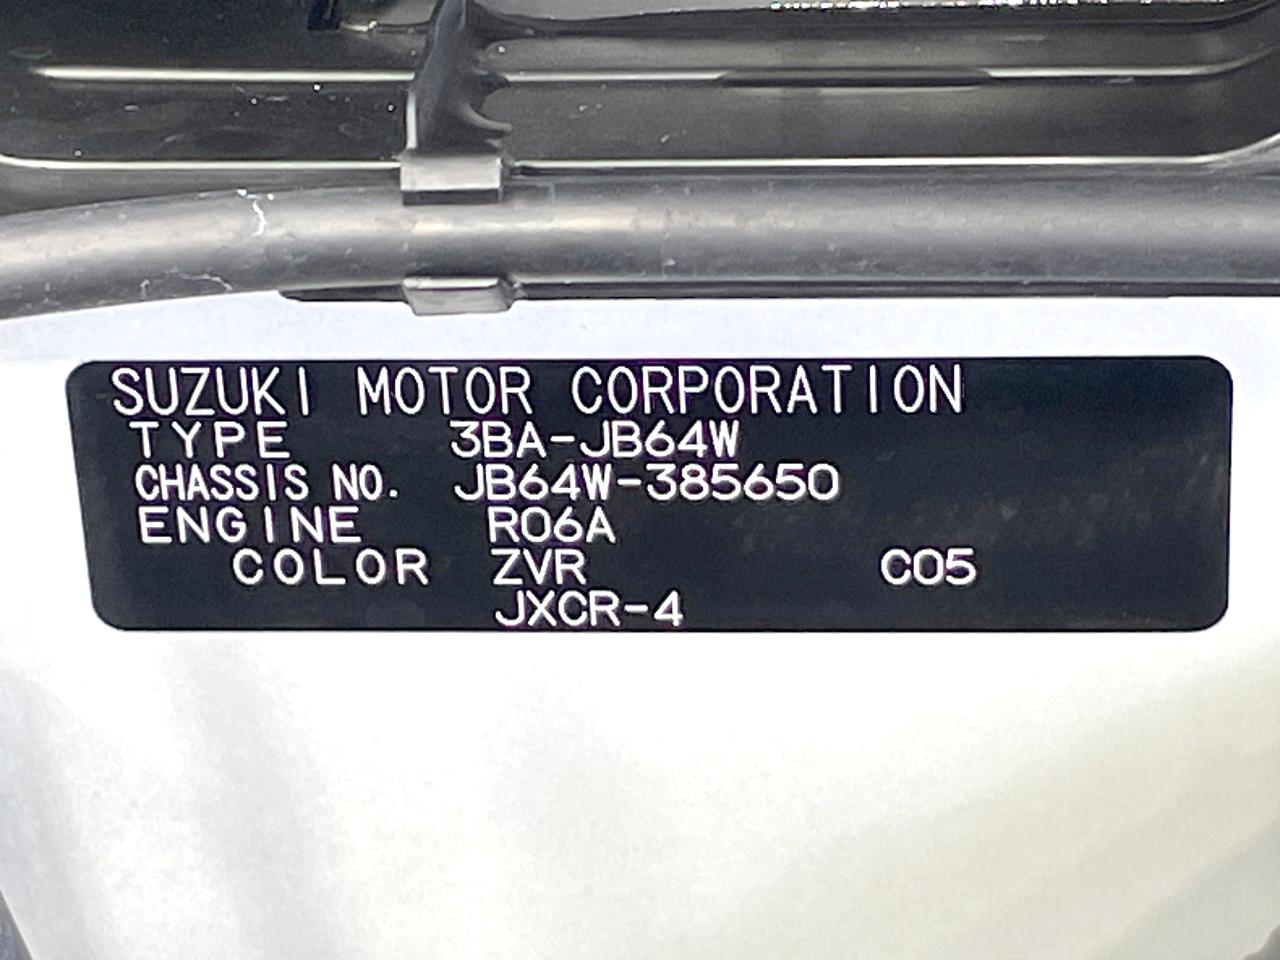 SUZUKI MOTOR CORPORATION
TYPE 3BA-JB64W
CHASSIS NO. JB64W-385650
ENGINE R06A
COLOR ZVR C05
JXCR-4